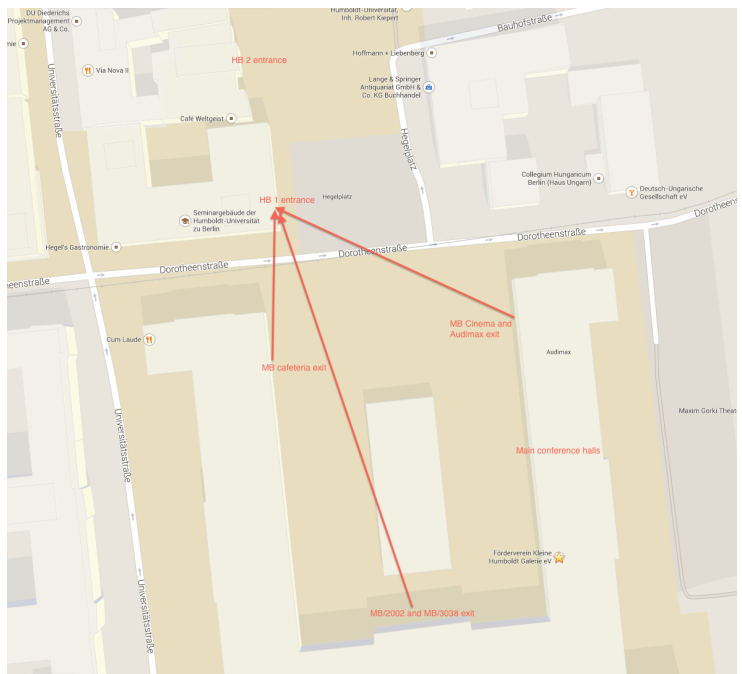 DU Diederichs
Projektmanagement
AG & Co.
Humboldt-Universität,
Inh. Robert Kiepert
Bauhofstraße
mie
Hoffmann + Liebenberg
HB 2 entrance
Via Nova II
Universitätsstraße
Lange & Springer
Antiquariat GmbH &
Co. KG Buchhandel
Café Weltgeist
Hegelplatz
Collegium Hungaricum
Berlin (Haus Ungarn)
Deutsch-Ungarische
Gesellschaft eV
HB 1 entrance
Hegelplatz
Seminargebäude der
Humboldt-Universität
zu Berlin
Dorotheens
Hegel's Gastronomie
Dorotheenstraße
Dorotheenstraße
Dorotheenstraße
eenstraße
MB Cinema and
Audimax exit
Cum Laude
Audimax
MB cafeteria exit
Universitätsstraße
Maxim Gorki Theat
Main conference halls
Förderverein Kleine
Humboldt Galerie eV
Universitätsstraße
MB/2002 and MB/3038 exit